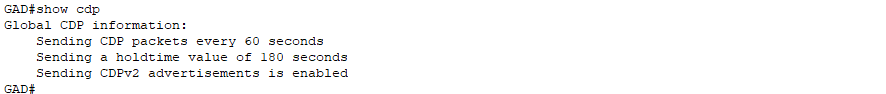 GAD#show cdp
Global CDP information:
    Sending CDP packets every 60 seconds
    Sending a holdtime value of 180 seconds
    Sending CDPv2 advertisements is enabled
GAD#